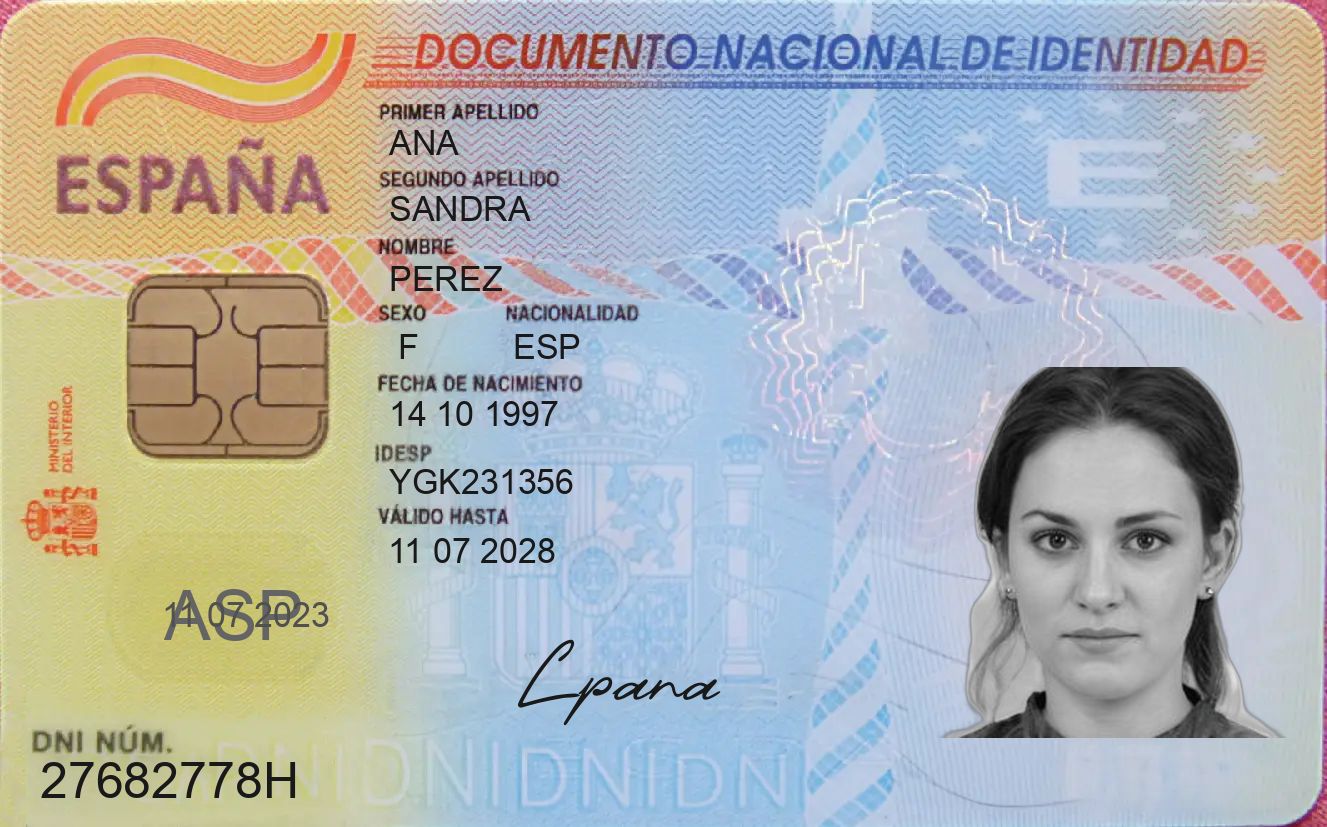 DOCUMENTO NACIONAL DE IDENTIDAD
ESPAÑA
E
PRIMER APELLIDO
ANA
SEGUNDO APELLIDO
SANDRA
NOMBRE
PEREZ
SEXO NACIONALIDAD
F ESP
FECHA DE NACIMIENTO
14 10 1997
IDESP
YGK231356
VÁLIDO HASTA
11 07 2028
MINISTERIO
DEL INTERIOR
ASP
11 07 2023
Lpana
DNI NÚM.
27682778H
DNIDNIDNIDNI